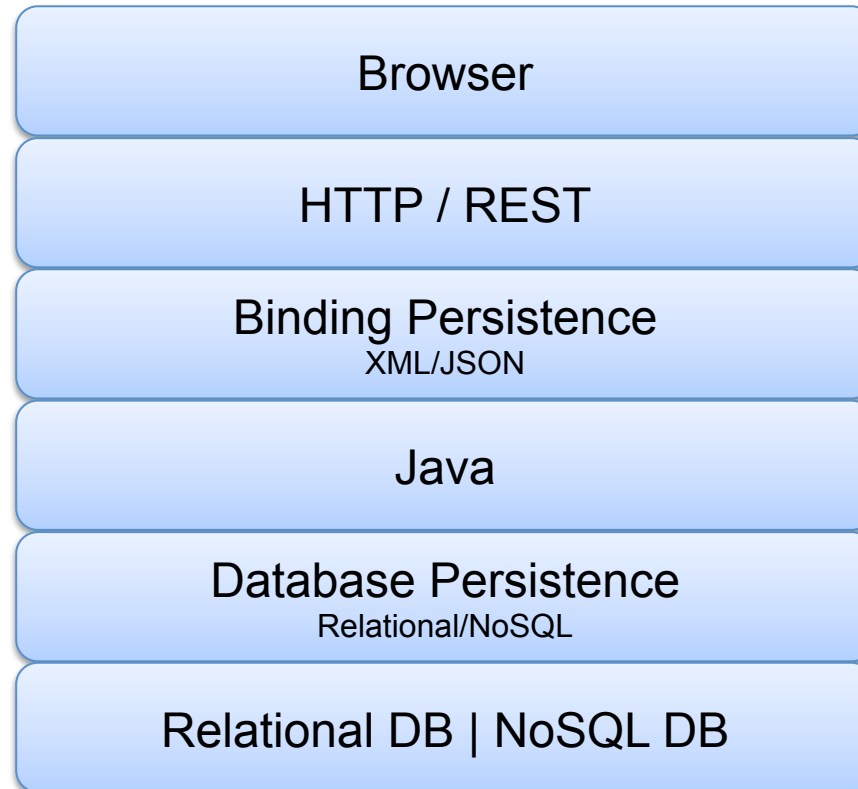 Browser
HTTP / REST
Binding Persistence
XML/JSON
Java
Database Persistence
Relational/NoSQL
Relational DB | NoSQL DB